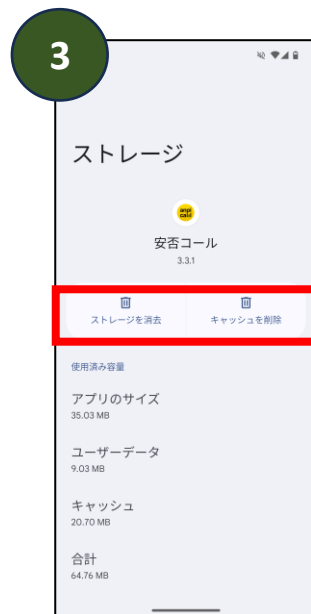 3
ストレージ
anpi
call
安否コール
3.3.1
ストレージを消去
キャッシュを削除
使用済み容量
アプリのサイズ
35.03 MB
ユーザーデータ
9.03 MB
キャッシュ
20.70 MB
合計
64.76 MB